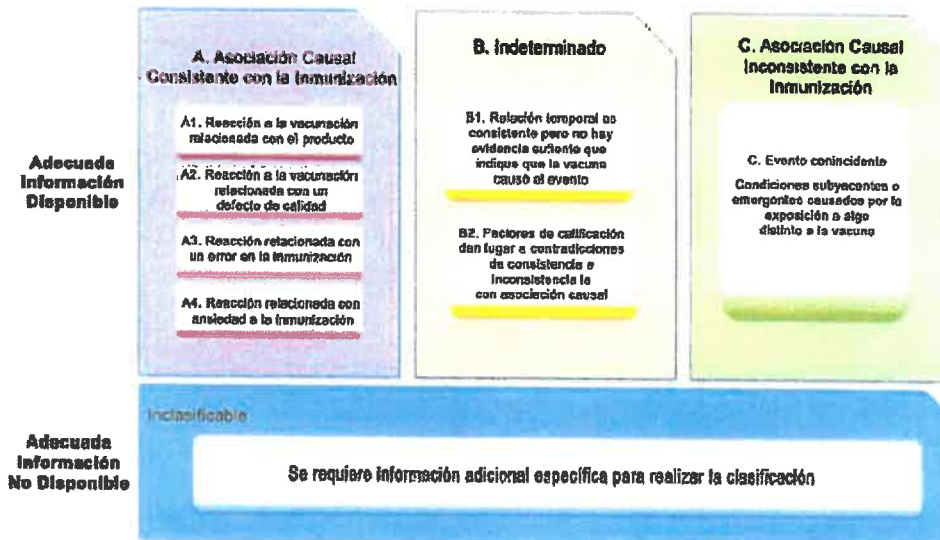 Adecuada
Información
Disponible
A. Asociación Causal
Consistente con la Inmunización
A1. Reacción a la vacunación
relacionada con el producto
A2. Reacción a la vacunación
relacionada con un
defecto de calidad
A3. Reacción relacionada con
un error en la inmunización
A4. Reacción relacionada con
ansiedad a la inmunización
B. Indeterminado
B1. Relación temporal es
consistente pero no hay
evidencia suficiente que
indique que la vacuna
causó el evento
B2. Factores de calificación
dan lugar a contradicciones
de consistencia e
inconsistencia la
con asociación causal
C. Asociación Causal
Inconsistente con la
Inmunización
C. Evento conincidente
Condiciones subyacentes o
emergentes causados por la
exposición a algo
distinto a la vacuna
Adecuada
Información
No Disponible
Inclasificable
Se requiere información adicional específica para realizar la clasificación